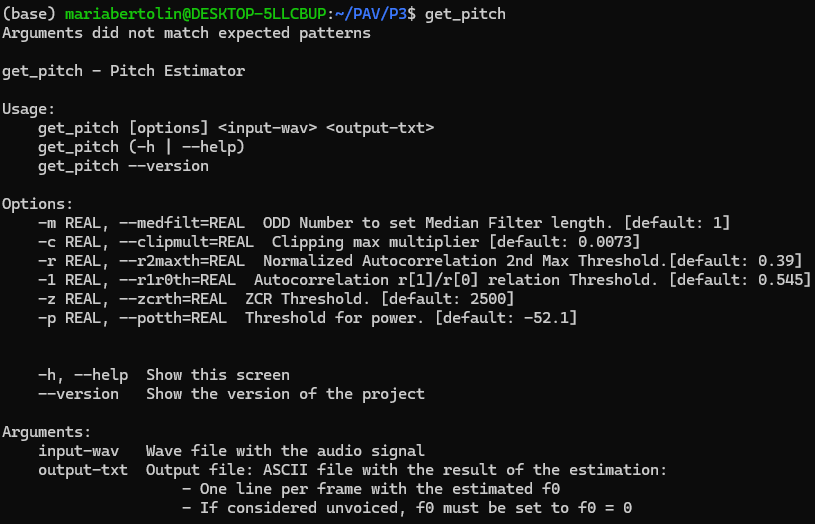 (base) mariabertolin@DESKTOP-5LLCBUP:~/PAV/P3$ get_pitch
Arguments did not match expected patterns
get_pitch - Pitch Estimator
Usage:
    get_pitch [options] <input-wav> <output-txt>
    get_pitch (-h | --help)
    get_pitch --version
Options:
    -m REAL, --medfilt=REAL  ODD Number to set Median Filter length. [default: 1]
    -c REAL, --clipmult=REAL  Clipping max multiplier [default: 0.0073]
    -r REAL, --r2maxth=REAL  Normalized Autocorrelation 2nd Max Threshold.[default: 0.39]
    -1 REAL, --r1r0th=REAL  Autocorrelation r[1]/r[0] relation Threshold. [default: 0.545]
    -z REAL, --zcrth=REAL  ZCR Threshold. [default: 2500]
    -p REAL, --potth=REAL  Threshold for power. [default: -52.1]
    -h, --help  Show this screen
    --version   Show the version of the project
Arguments:
    input-wav   Wave file with the audio signal
    output-txt  Output file: ASCII file with the result of the estimation:
                    - One line per frame with the estimated f0
                    - If considered unvoiced, f0 must be set to f0 = 0